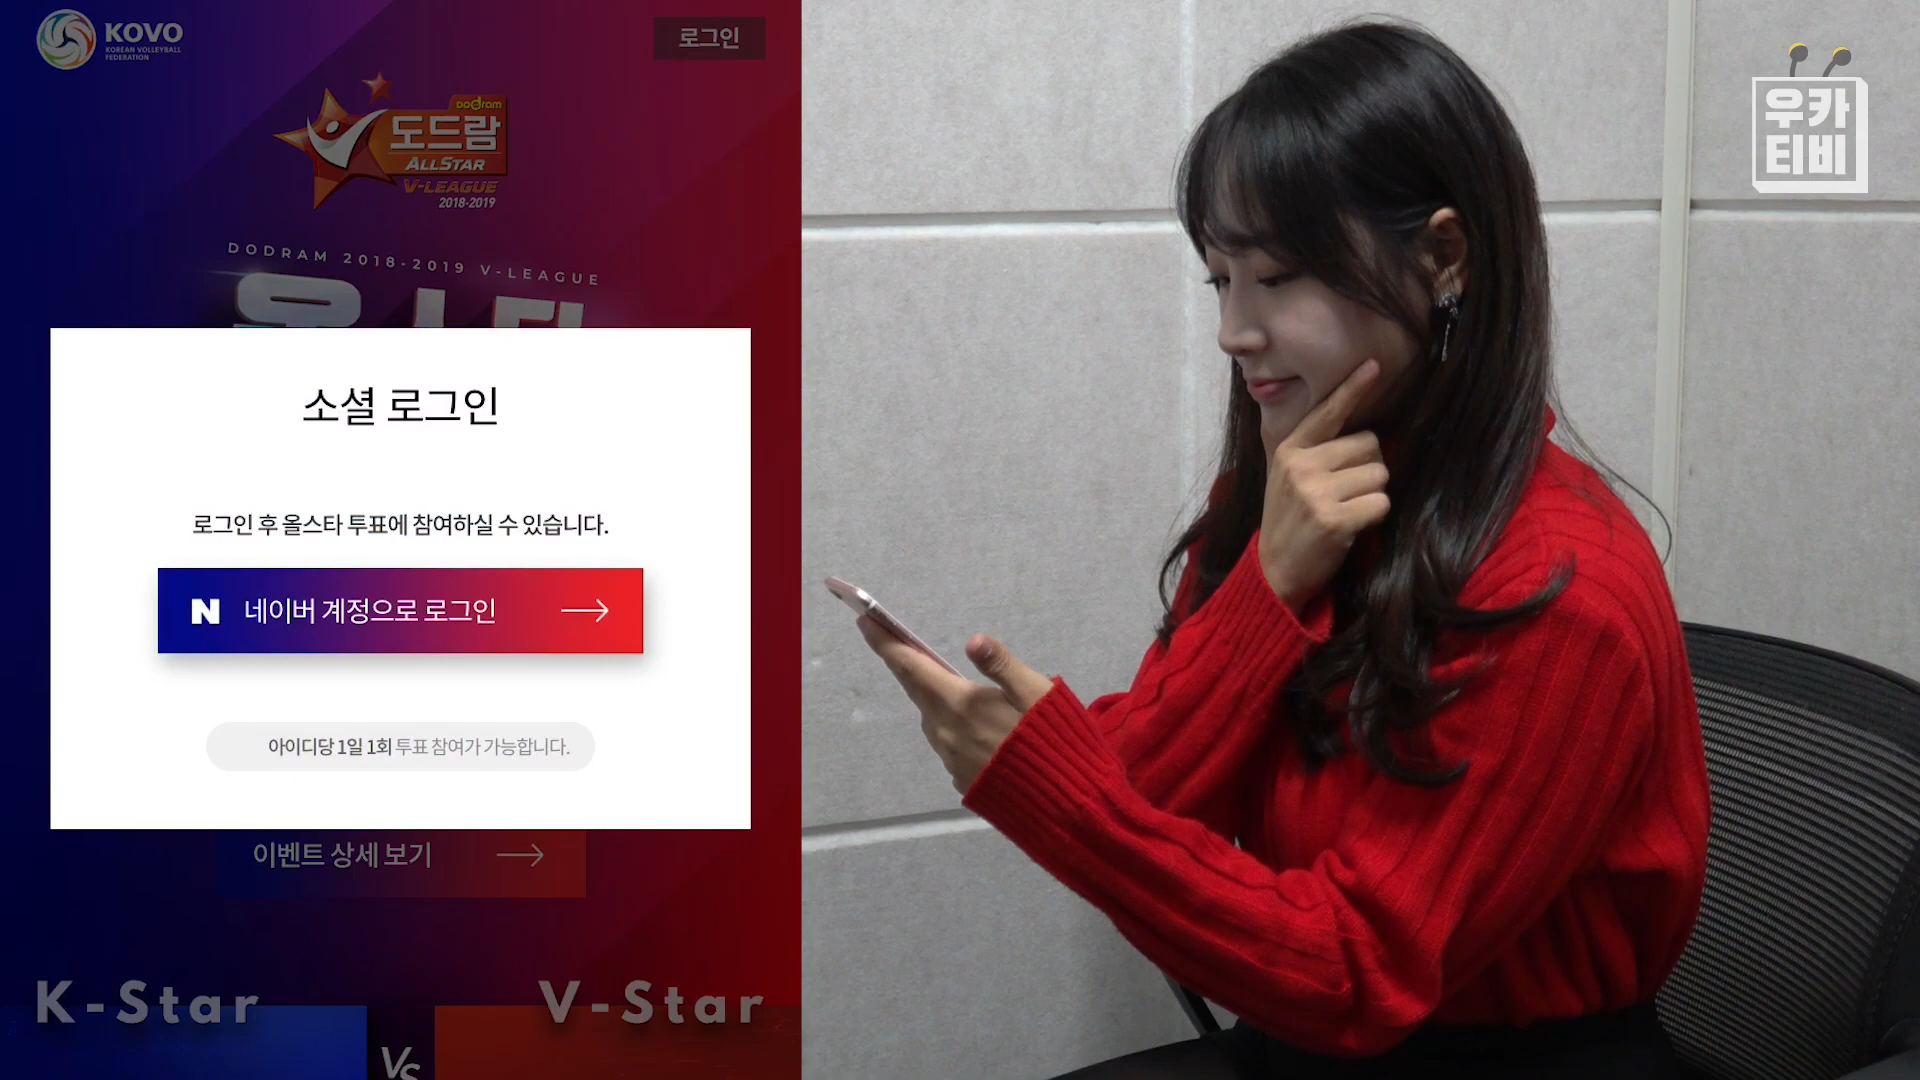 KOVO
KOREAN VOLLEYBALL
FEDERATION
로그인
Dodram
도드람
ALLSTAR
V-LEAGUE
2018-2019
DODRAM 2018-2019 V-LEAGUE
소셜 로그인
로그인 후 올스타 투표에 참여하실 수 있습니다.
N 네이버 계정으로 로그인
아이디당 1일 1회 투표 참여가 가능합니다.
이벤트 상세 보기
K-Star
V-Star
VS
우카
티비